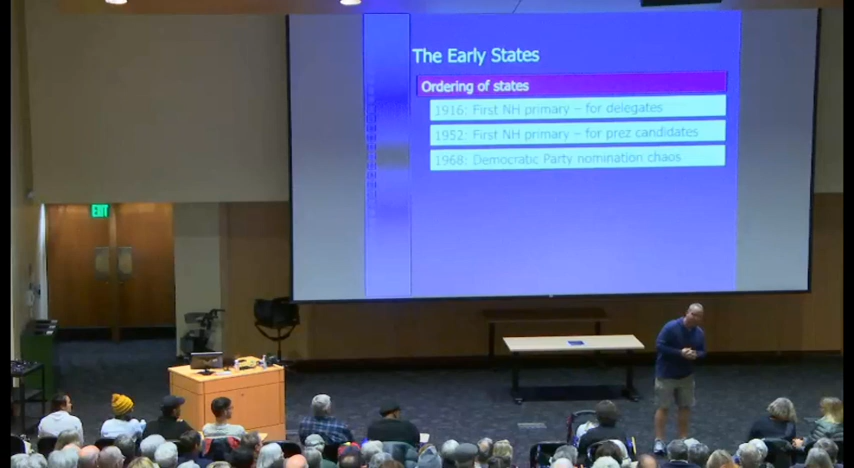 The Early States
Ordering of states
1916: First NH primary – for delegates
1952: First NH primary – for prez candidates
1968: Democratic Party nomination chaos
EXIT